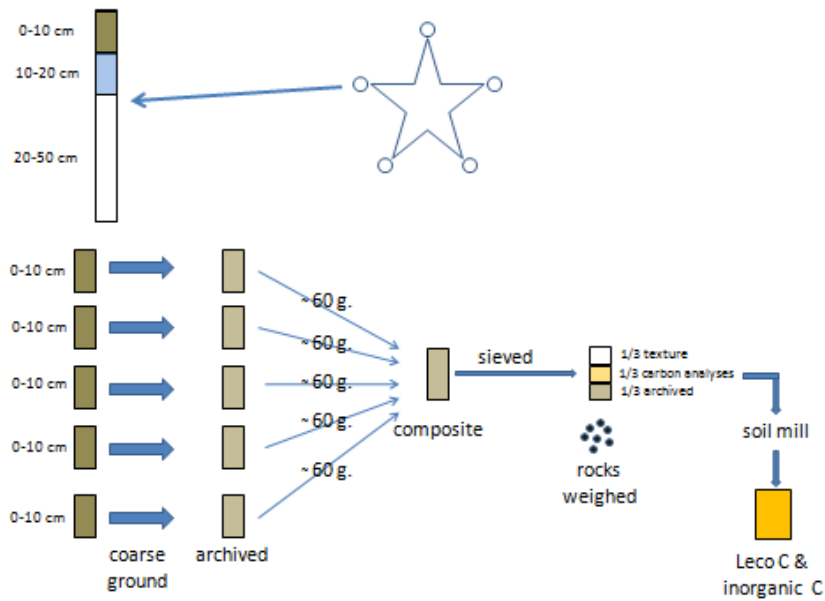 0-10 cm
10-20 cm
20-50 cm
0-10 cm
~60 g.
0-10 cm
~60 g.
0-10 cm
~60 g.
0-10 cm
~60 g.
0-10 cm
~60 g.
coarse
ground
archived
composite
sieved
1/3 texture
1/3 carbon analyses
1/3 archived
rocks
weighed
soil mill
Leco C &
inorganic C